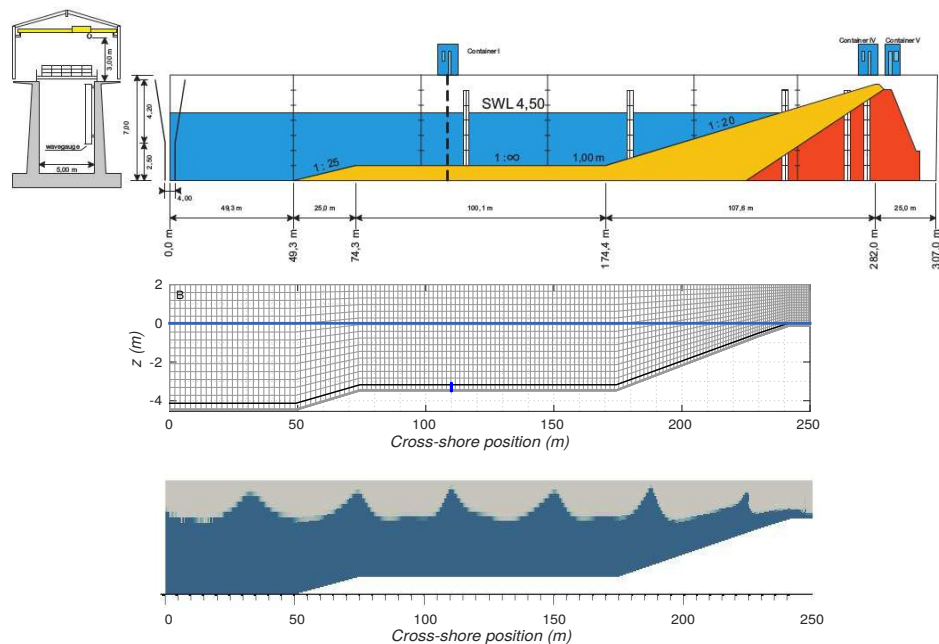 Container I
Container IV Container V
3,00 m
4,20
7,00
2,50
wavegauge
5,00 m
4,00
SWL 4,50
1:25
1:∞
1,00 m
1:20
49,3 m
25,0 m
100,1 m
107,6 m
25,0 m
0,0 m
49,3 m
74,3 m
174,4 m
282,0 m
307,0 m
B
2
0
-2
-4
z (m)
0 50 100 150 200 250
Cross-shore position (m)
0 50 100 150 200 250
Cross-shore position (m)